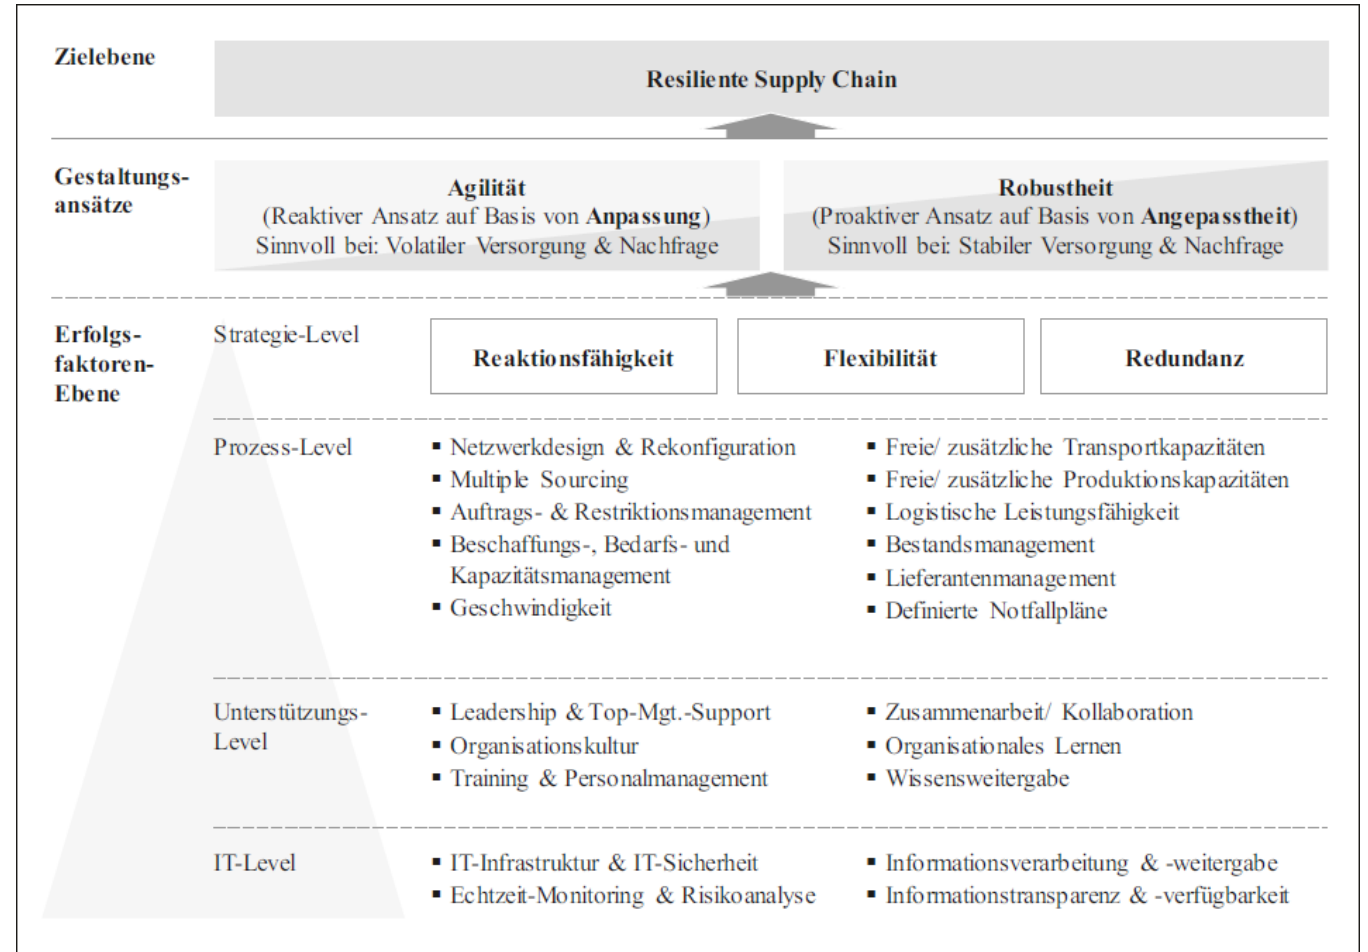 Zielebene
Resiliente Supply Chain
Gestaltungs-
ansätze
Agilität
(Reaktiver Ansatz auf Basis von Anpassung)
Sinnvoll bei: Volatiler Versorgung & Nachfrage
Robustheit
(Proaktiver Ansatz auf Basis von Angepasstheit)
Sinnvoll bei: Stabiler Versorgung & Nachfrage
Erfolgs-
faktoren-
Ebene
Strategie-Level
Reaktionsfähigkeit
Flexibilität
Redundanz
Prozess-Level
▪ Netzwerkdesign & Rekonfiguration
▪ Multiple Sourcing
▪ Auftrags- & Restriktionsmanagement
▪ Beschaffungs-, Bedarfs- und
Kapazitätsmanagement
▪ Geschwindigkeit
▪ Freie/ zusätzliche Transportkapazitäten
▪ Freie/ zusätzliche Produktionskapazitäten
▪ Logistische Leistungsfähigkeit
▪ Bestandsmanagement
▪ Lieferantenmanagement
▪ Definierte Notfallpläne
Unterstützungs-
Level
▪ Leadership & Top-Mgt.-Support
▪ Organisationskultur
▪ Training & Personalmanagement
▪ Zusammenarbeit/ Kollaboration
▪ Organisationales Lernen
▪ Wissensweitergabe
IT-Level
▪ IT-Infrastruktur & IT-Sicherheit
▪ Echtzeit-Monitoring & Risikoanalyse
▪ Informationsverarbeitung & -weitergabe
▪ Informationstransparenz & -verfügbarkeit